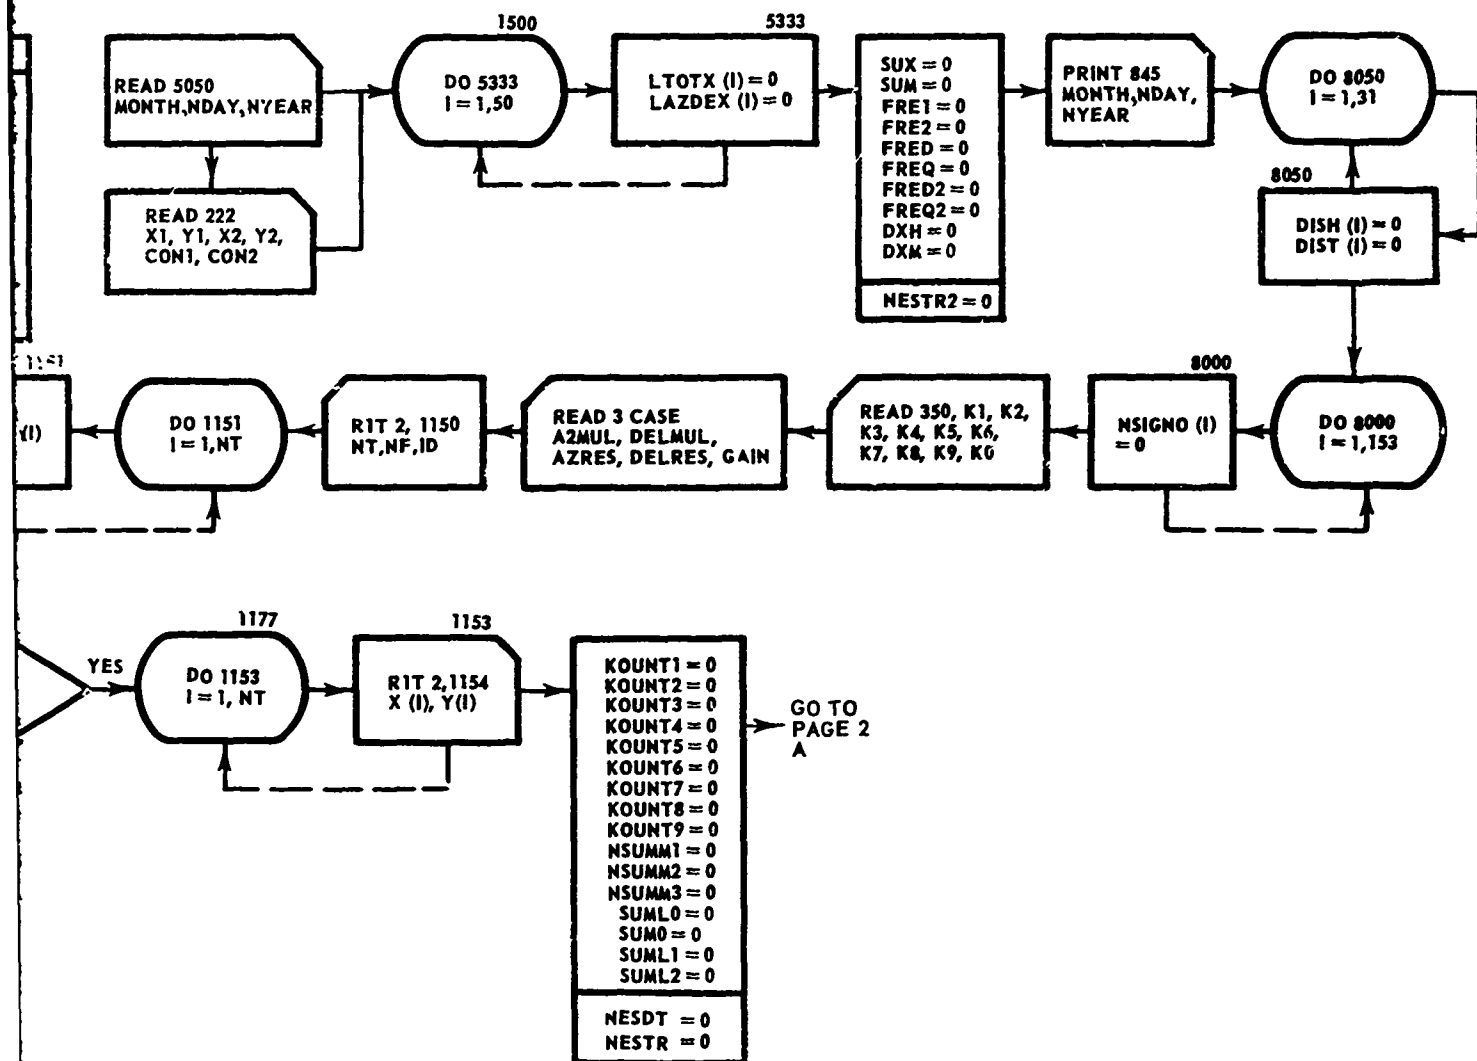 READ 5050
MONTH,NDAY,NYEAR
READ 222
X1, Y1, X2, Y2,
CON1, CON2
1500
DO 5333
I = 1,50
5333
LTOTX (I) = 0
LAZDEX (I) = 0
SUX = 0
SUM = 0
FRE1 = 0
FRE2 = 0
FRED = 0
FREQ = 0
FRED2 = 0
FREQ2 = 0
DXH = 0
DXM = 0
NESTR2 = 0
PRINT 845
MONTH,NDAY,
NYEAR
DO 8050
I = 1,31
8050
DISH (I) = 0
DIST (I) = 0
1151
Y(I)
DO 1151
I = 1,NT
R1T 2, 1150
NT,NF,ID
READ 3 CASE
A2MUL, DELMUL,
AZRES, DELRES, GAIN
READ 350, K1, K2,
K3, K4, K5, K6,
K7, K8, K9, K0
8000
NSIGNO (I)
= 0
DO 8000
I = 1,153
YES
1177
DO 1153
I = 1, NT
1153
R1T 2,1154
X (I), Y(I)
KOUNT1 = 0
KOUNT2 = 0
KOUNT3 = 0
KOUNT4 = 0
KOUNT5 = 0
KOUNT6 = 0
KOUNT7 = 0
KOUNT8 = 0
KOUNT9 = 0
NSUMM1 = 0
NSUMM2 = 0
NSUMM3 = 0
SUML0 = 0
SUM0 = 0
SUML1 = 0
SUML2 = 0
NESDT = 0
NESTR = 0
GO TO
PAGE 2
A